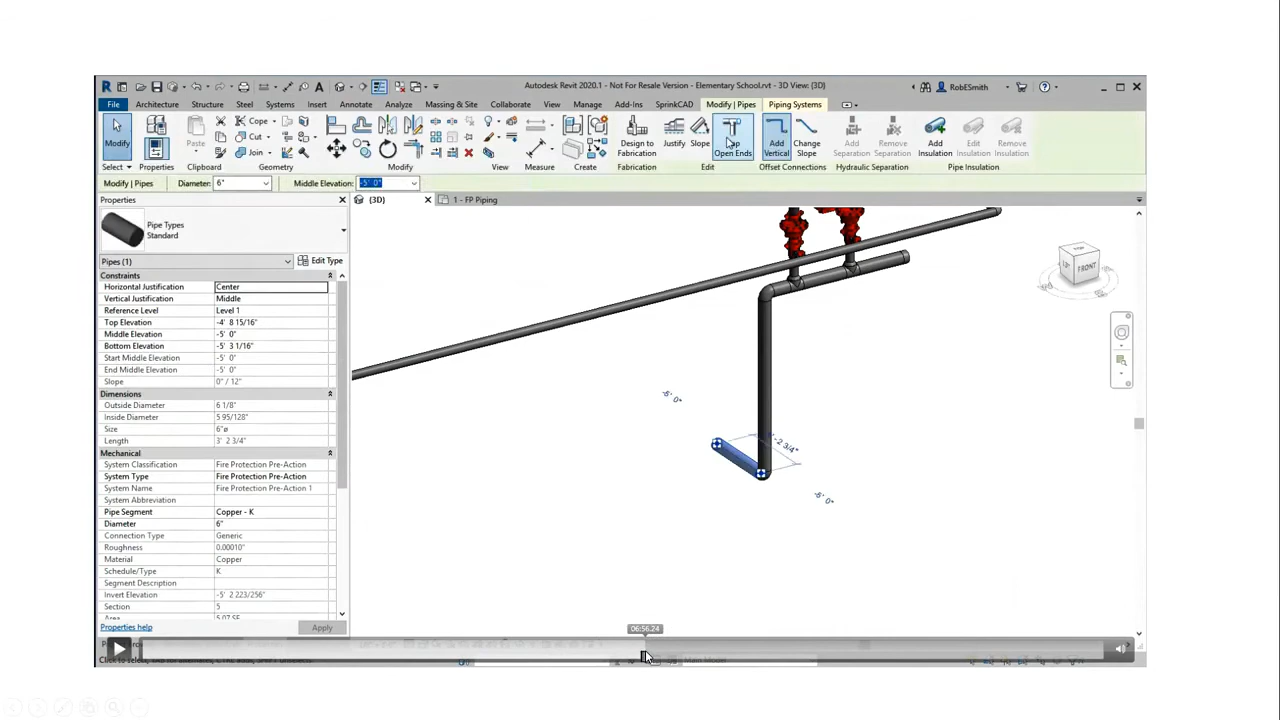 Autodesk Revit 2020.1 - Not For Resale Version - Elementary School.rvt - 3D View: {3D}
RobESmith
File Architecture Structure Steel Systems Insert Annotate Analyze Massing & Site Collaborate View Manage Add-Ins SprinkCAD Modify | Pipes Piping Systems
Modify
Paste
Cope
Cut
Join
Design to Fabrication
Justify
Slope
Open Ends
Add Vertical
Change Slope
Add Separation
Remove Separation
Add Insulation
Edit Insulation
Remove Insulation
Select Properties Clipboard Geometry Modify View Measure Create Fabrication Edit Offset Connections Hydraulic Separation Pipe Insulation
Modify | Pipes Diameter: 6" Middle Elevation: -5' 0"
Properties
{3D}
1 - FP Piping
Pipe Types
Standard
Pipes (1) Edit Type
Constraints
Horizontal Justification Center
Vertical Justification Middle
Reference Level Level 1
Top Elevation -4' 8 15/16"
Middle Elevation -5' 0"
Bottom Elevation -5' 3 1/16"
Start Middle Elevation -5' 0"
End Middle Elevation -5' 0"
Slope 0" / 12"
Dimensions
Outside Diameter 6 1/8"
Inside Diameter 5 95/128"
Size 6"ø
Length 3' 2 3/4"
Mechanical
System Classification Fire Protection Pre-Action
System Type Fire Protection Pre-Action
System Name Fire Protection Pre-Action 1
System Abbreviation
Pipe Segment Copper - K
Diameter 6"
Connection Type Generic
Roughness 0.00010"
Material Copper
Schedule/Type K
Segment Description
Invert Elevation -5' 2 223/256"
Section 5
Properties help Apply
FRONT
06:56.24
Main Model